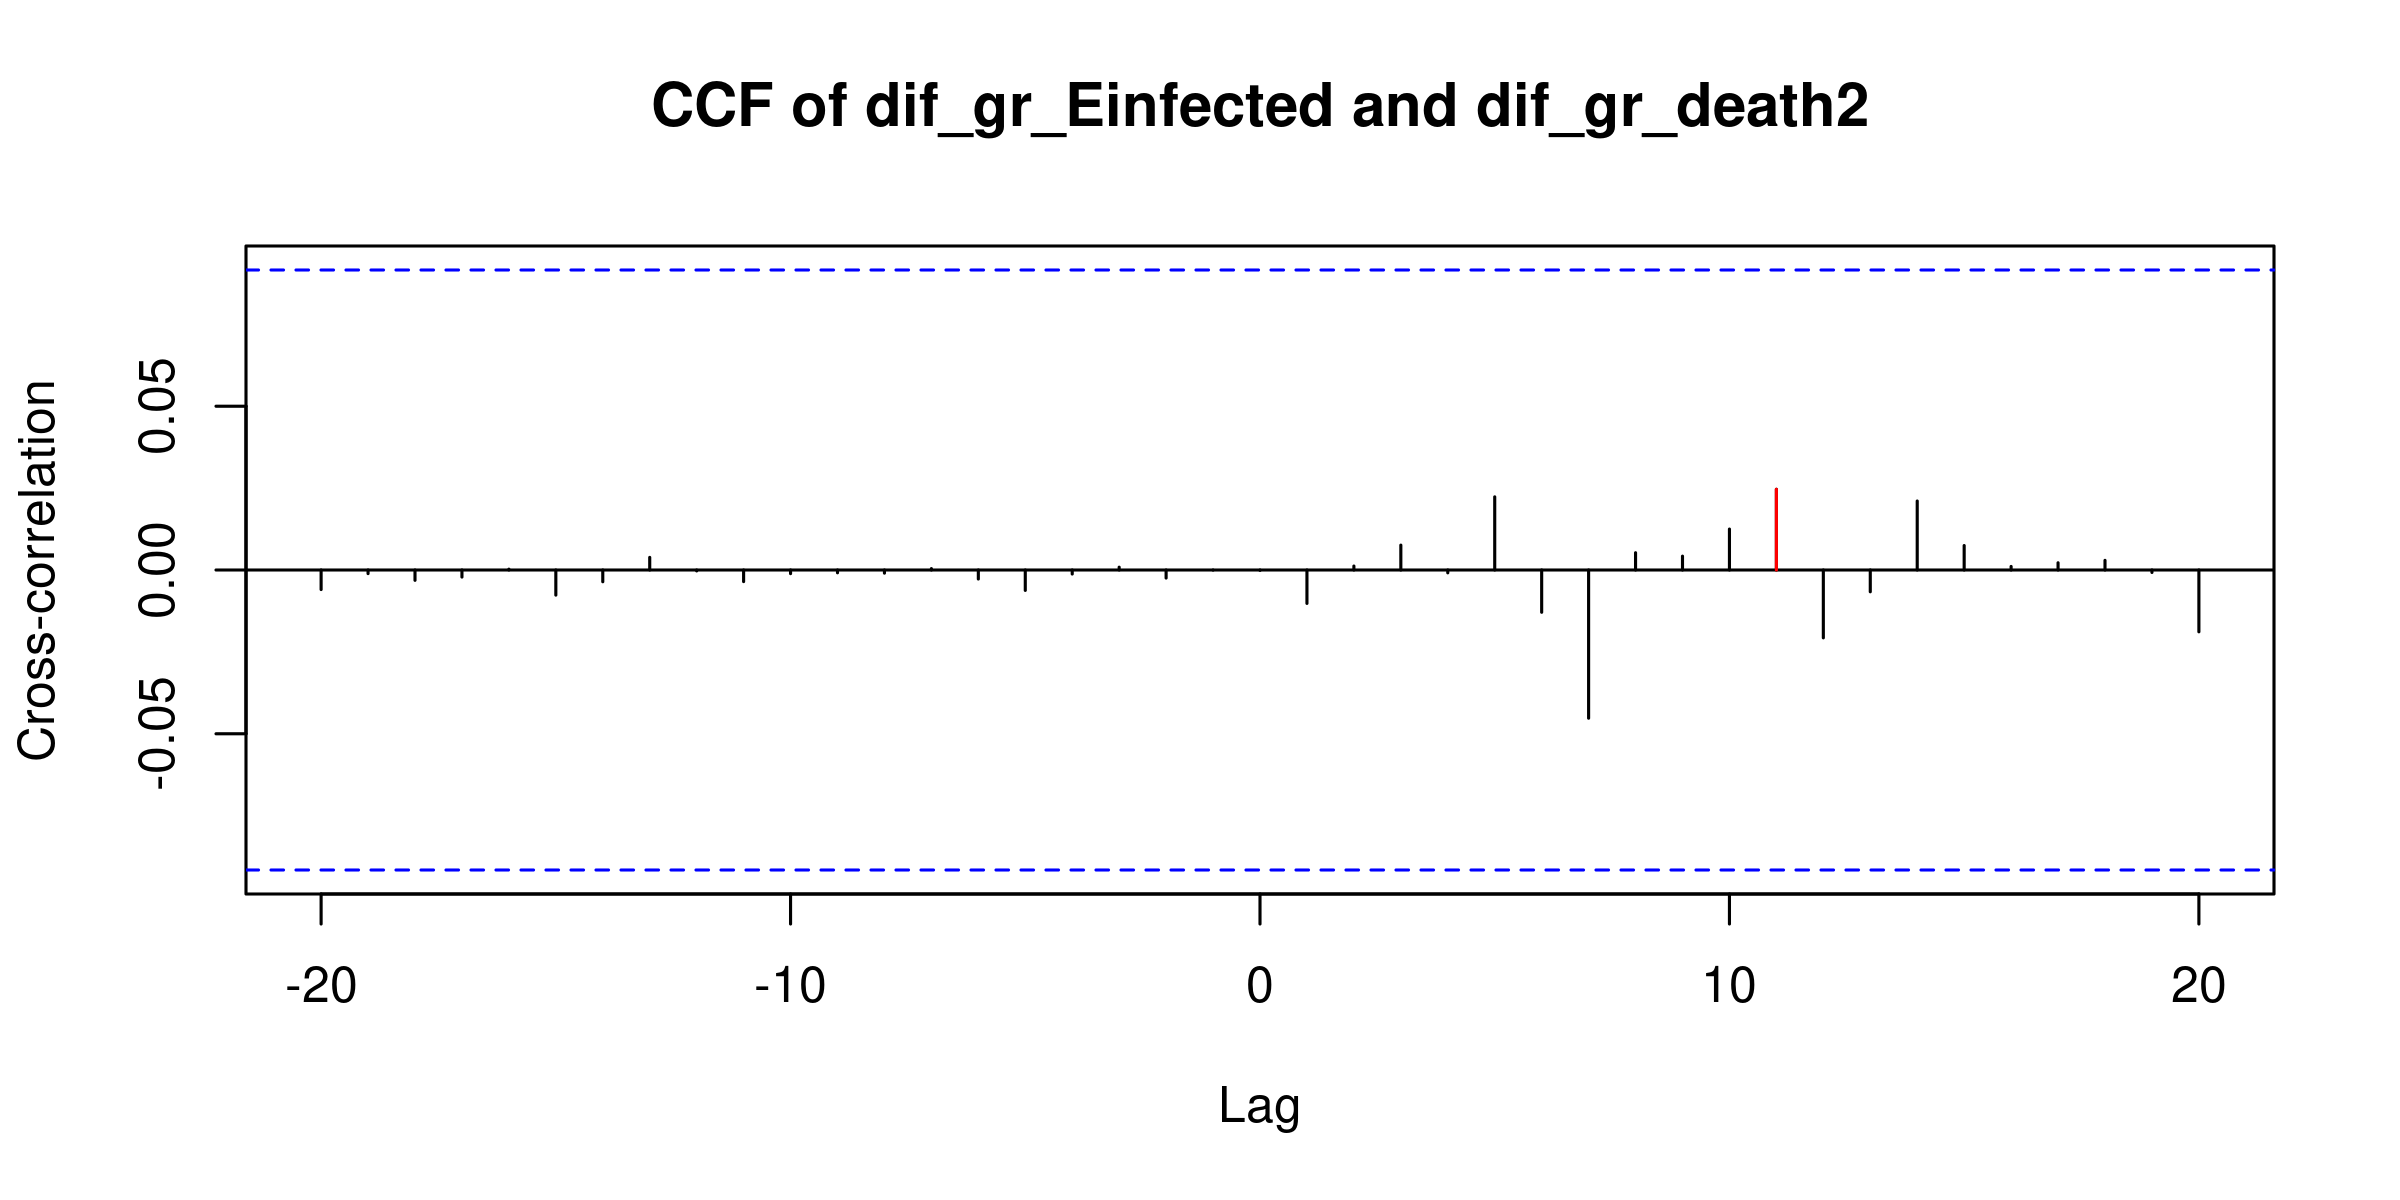 CCF of dif_gr_Einfected and dif_gr_death2
Cross-correlation
0.05
0.00
-0.05
-20 -10 0 10 20
Lag